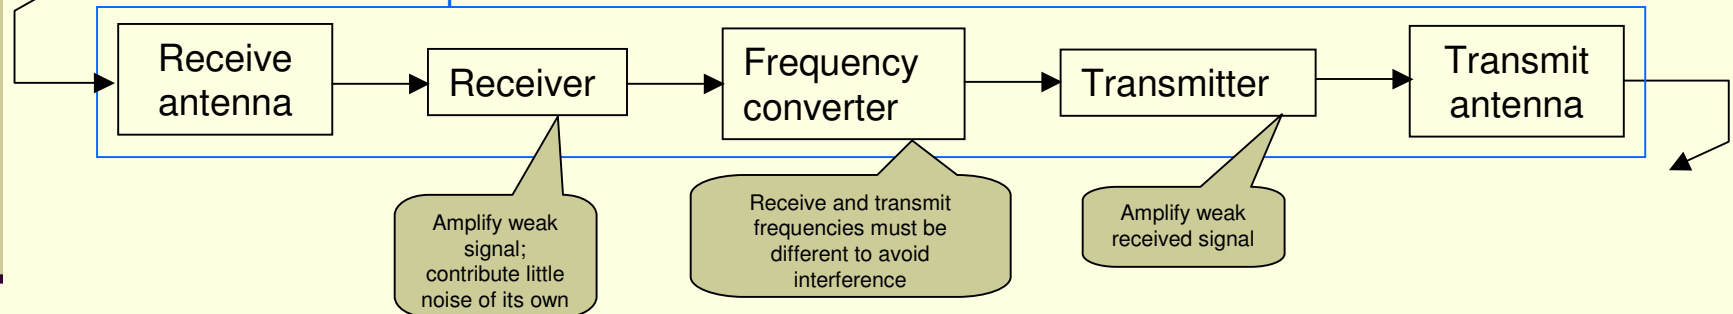 Receive
antenna
Receiver
Frequency
converter
Transmitter
Transmit
antenna
Amplify weak
signal;
contribute little
noise of its own
Receive and transmit
frequencies must be
different to avoid
interference
Amplify weak
received signal